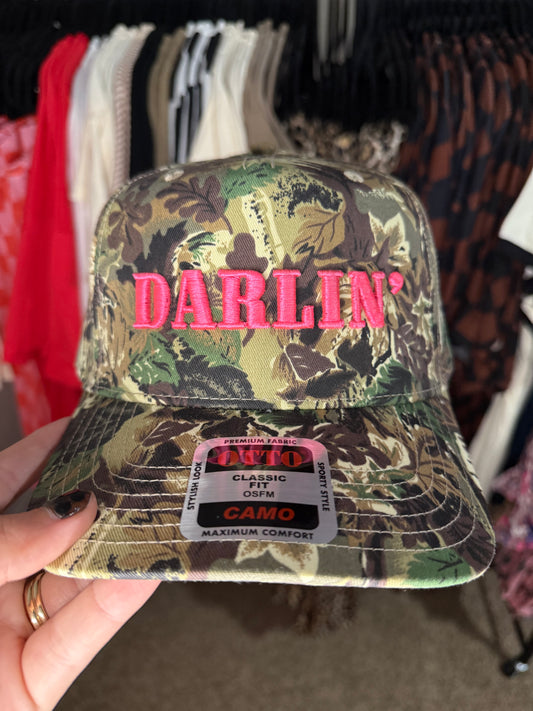 DARLIN'
PREMIUM FABRIC
STYLISH LOOK
OTTO
SPORTY STYLE
CLASSIC
FIT
OSFM
CAMO
MAXIMUM COMFORT